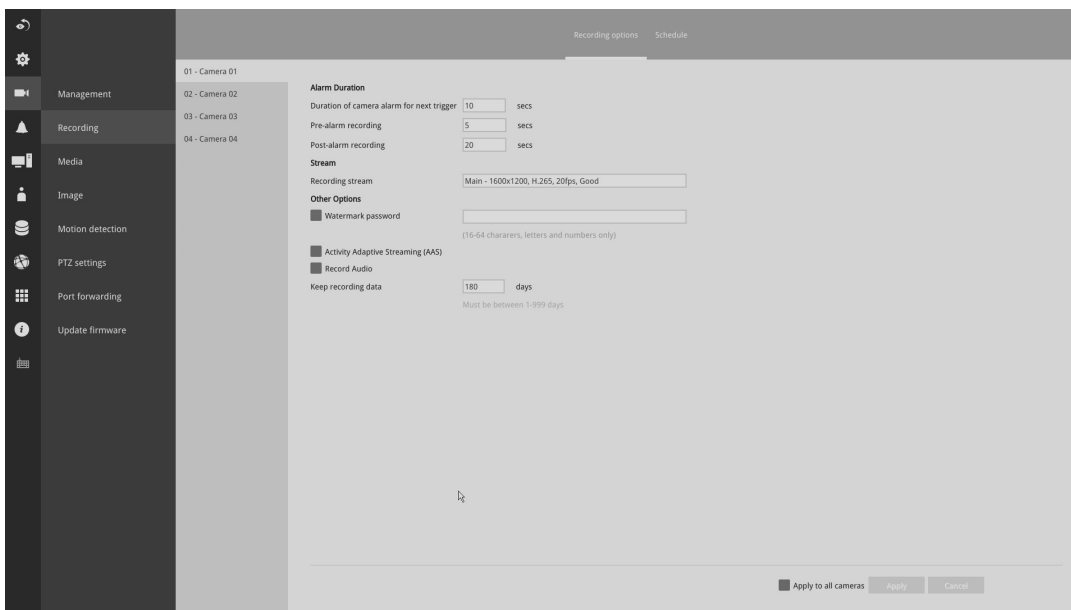 Recording options Schedule
Management
Recording
Media
Image
Motion detection
PTZ settings
Port forwarding
Update firmware
01 - Camera 01
02 - Camera 02
03 - Camera 03
04 - Camera 04
Alarm Duration
Duration of camera alarm for next trigger 10 secs
Pre-alarm recording 5 secs
Post-alarm recording 20 secs
Stream
Recording stream Main - 1600x1200, H.265, 20fps, Good
Other Options
Watermark password
(16-64 chararers, letters and numbers only)
Activity Adaptive Streaming (AAS)
Record Audio
Keep recording data 180 days
Must be between 1-999 days
Apply to all cameras Apply Cancel